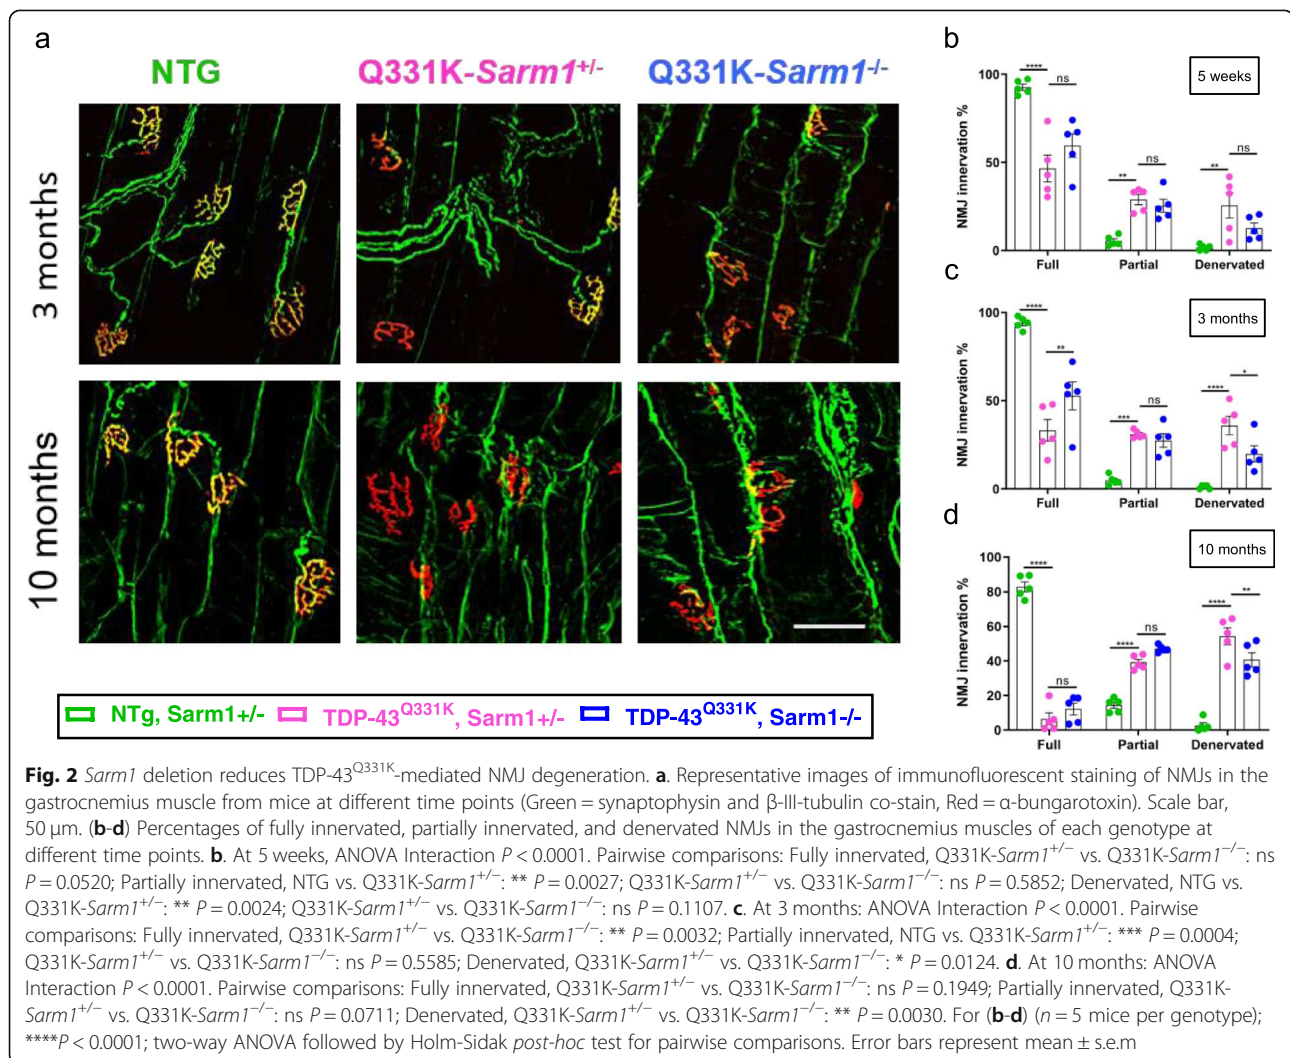 a
NTG
Q331K-Sarm1+/-
Q331K-Sarm1-/-
3 months
10 months
b
5 weeks
NMJ innervation %
100
50
0
****
ns
**
ns
**
ns
Full
Partial
Denervated
c
3 months
NMJ innervation %
100
50
0
****
**
***
ns
****
*
Full
Partial
Denervated
d
10 months
NMJ innervation %
100
80
60
40
20
0
****
ns
****
ns
****
**
Full
Partial
Denervated
NTg, Sarm1+/- TDP-43Q331K, Sarm1+/- TDP-43Q331K, Sarm1-/-
Fig. 2 Sarm1 deletion reduces TDP-43Q331K-mediated NMJ degeneration. a. Representative images of immunofluorescent staining of NMJs in the
gastrocnemius muscle from mice at different time points (Green = synaptophysin and β-III-tubulin co-stain, Red = α-bungarotoxin). Scale bar,
50 μm. (b-d) Percentages of fully innervated, partially innervated, and denervated NMJs in the gastrocnemius muscles of each genotype at
different time points. b. At 5 weeks, ANOVA Interaction P < 0.0001. Pairwise comparisons: Fully innervated, Q331K-Sarm1+/− vs. Q331K-Sarm1−/−: ns
P = 0.0520; Partially innervated, NTG vs. Q331K-Sarm1+/−: ** P = 0.0027; Q331K-Sarm1+/− vs. Q331K-Sarm1−/−: ns P = 0.5852; Denervated, NTG vs.
Q331K-Sarm1+/−: ** P = 0.0024; Q331K-Sarm1+/− vs. Q331K-Sarm1−/−: ns P = 0.1107. c. At 3 months: ANOVA Interaction P < 0.0001. Pairwise
comparisons: Fully innervated, Q331K-Sarm1+/− vs. Q331K-Sarm1−/−: ** P = 0.0032; Partially innervated, NTG vs. Q331K-Sarm1+/−: *** P = 0.0004;
Q331K-Sarm1+/− vs. Q331K-Sarm1−/−: ns P = 0.5585; Denervated, Q331K-Sarm1+/− vs. Q331K-Sarm1−/−: * P = 0.0124. d. At 10 months: ANOVA
Interaction P < 0.0001. Pairwise comparisons: Fully innervated, Q331K-Sarm1+/− vs. Q331K-Sarm1−/−: ns P = 0.1949; Partially innervated, Q331K-
Sarm1+/− vs. Q331K-Sarm1−/−: ns P = 0.0711; Denervated, Q331K-Sarm1+/− vs. Q331K-Sarm1−/−: ** P = 0.0030. For (b-d) (n = 5 mice per genotype);
****P < 0.0001; two-way ANOVA followed by Holm-Sidak post-hoc test for pairwise comparisons. Error bars represent mean ± s.e.m